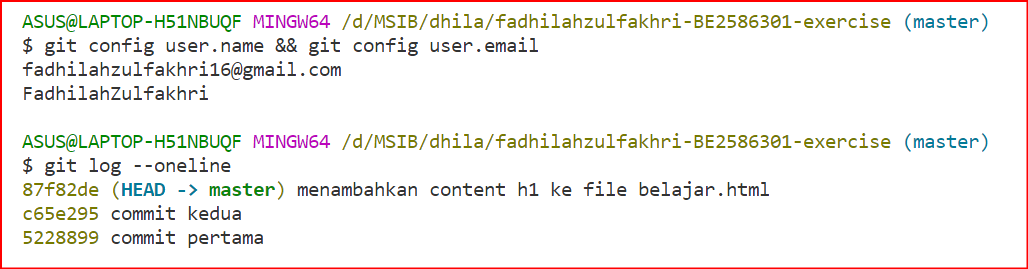 ASUS@LAPTOP-H51NBUQF MINGW64 /d/MSIB/dhila/fadhilahzulfakhri-BE2586301-exercise (master)
$ git config user.name && git config user.email
fadhilahzulfakhri16@gmail.com
FadhilahZulfakhri
ASUS@LAPTOP-H51NBUQF MINGW64 /d/MSIB/dhila/fadhilahzulfakhri-BE2586301-exercise (master)
$ git log --oneline
87f82de (HEAD -> master) menambahkan content h1 ke file belajar.html
c65e295 commit kedua
5228899 commit pertama